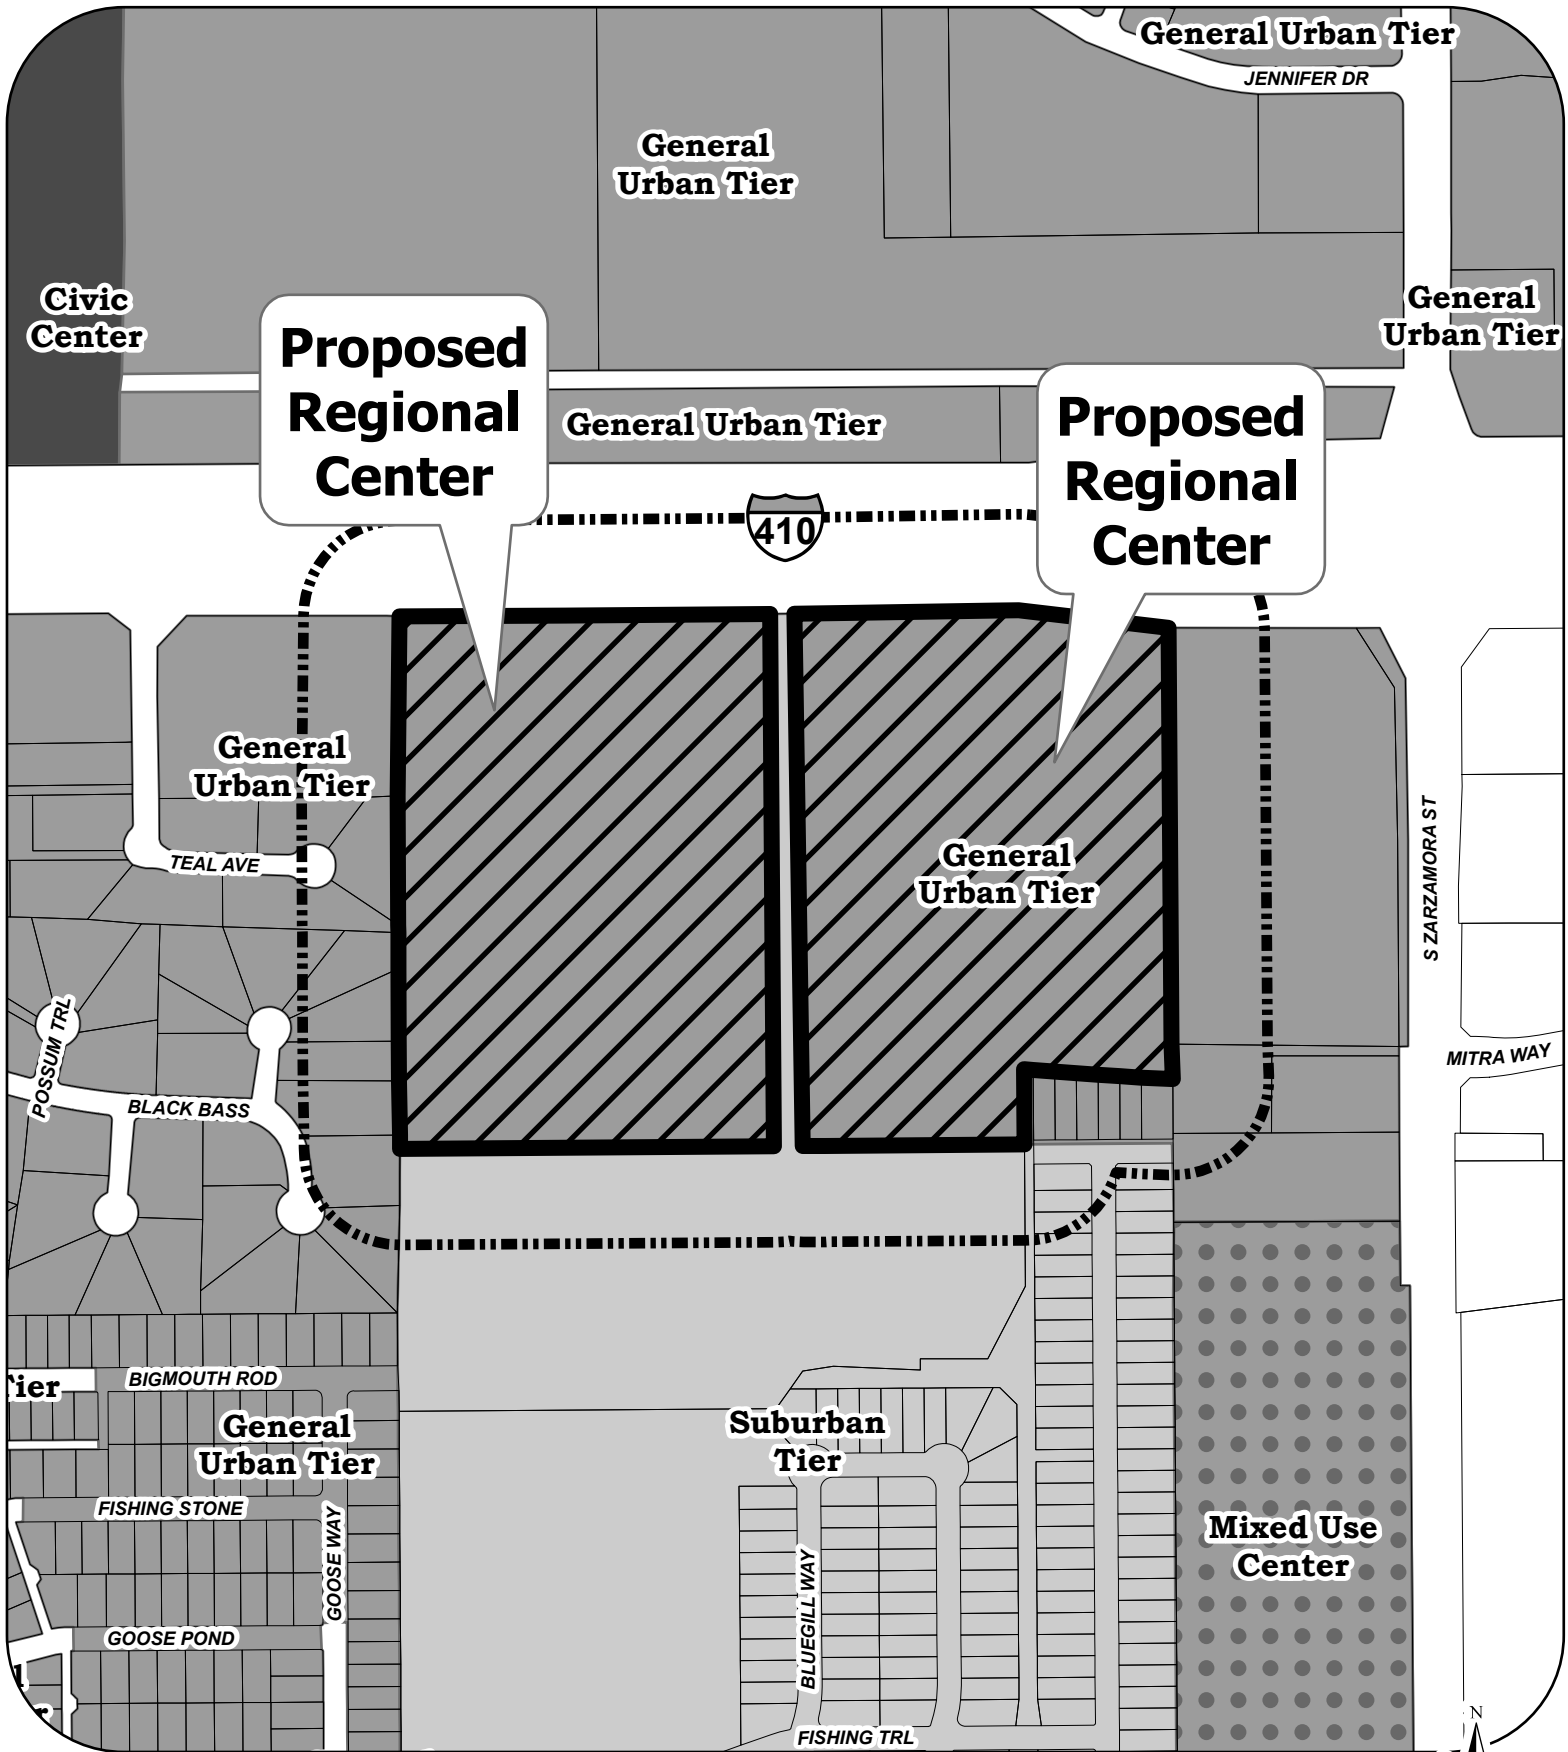 General Urban Tier
JENNIFER DR
General
Urban Tier
Civic
Center
General
Urban Tier
Proposed
Regional
Center
General Urban Tier
Proposed
Regional
Center
410
General
Urban Tier
General
Urban Tier
TEAL AVE
S ZARZAMORA ST
POSSUM TRL
BLACK BASS
MITRA WAY
Tier
BIGMOUTH ROD
General
Urban Tier
Suburban
Tier
FISHING STONE
GOOSE WAY
Mixed Use
Center
BLUEGILL WAY
GOOSE POND
l
r
FISHING TRL
N